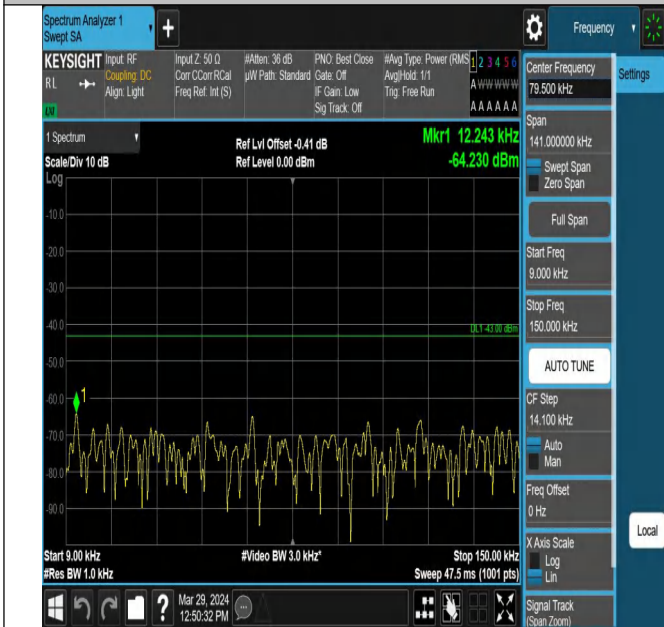 Spectrum Analyzer 1
Swept SA
+
Frequency
KEYSIGHT
RL
LXI
Input: RF
Coupling: DC
Align: Light
Input Z: 50 Ω
Corr CCorr RCal
Freq Ref: Int (S)
#Atten: 36 dB
µW Path: Standard
PNO: Best Close
Gate: Off
IF Gain: Low
Sig Track: Off
#Avg Type: Power (RMS
Avg|Hold: 1/1
Trig: Free Run
1 2 3 4 5 6
A W W W W W
A A A A A A
1 Spectrum
Scale/Div 10 dB
Log
Ref Lvl Offset -0.41 dB
Ref Level 0.00 dBm
Mkr1 12.243 kHz
-64.230 dBm
-10.0
-20.0
-30.0
-40.0
DL1 -43.00 dBm
-50.0
-60.0
1
-70.0
-80.0
-90.0
Start 9.00 kHz
#Res BW 1.0 kHz
#Video BW 3.0 kHz*
Stop 150.00 kHz
Sweep 47.5 ms (1001 pts)
Mar 29, 2024
12:50:32 PM
?
Center Frequency
79.500 kHz
Settings
Span
141.000000 kHz
Swept Span
Zero Span
Full Span
Start Freq
9.000 kHz
Stop Freq
150.000 kHz
AUTO TUNE
CF Step
14.100 kHz
Auto
Man
Freq Offset
0 Hz
X Axis Scale
Log
Lin
Local
Signal Track
(Span Zoom)